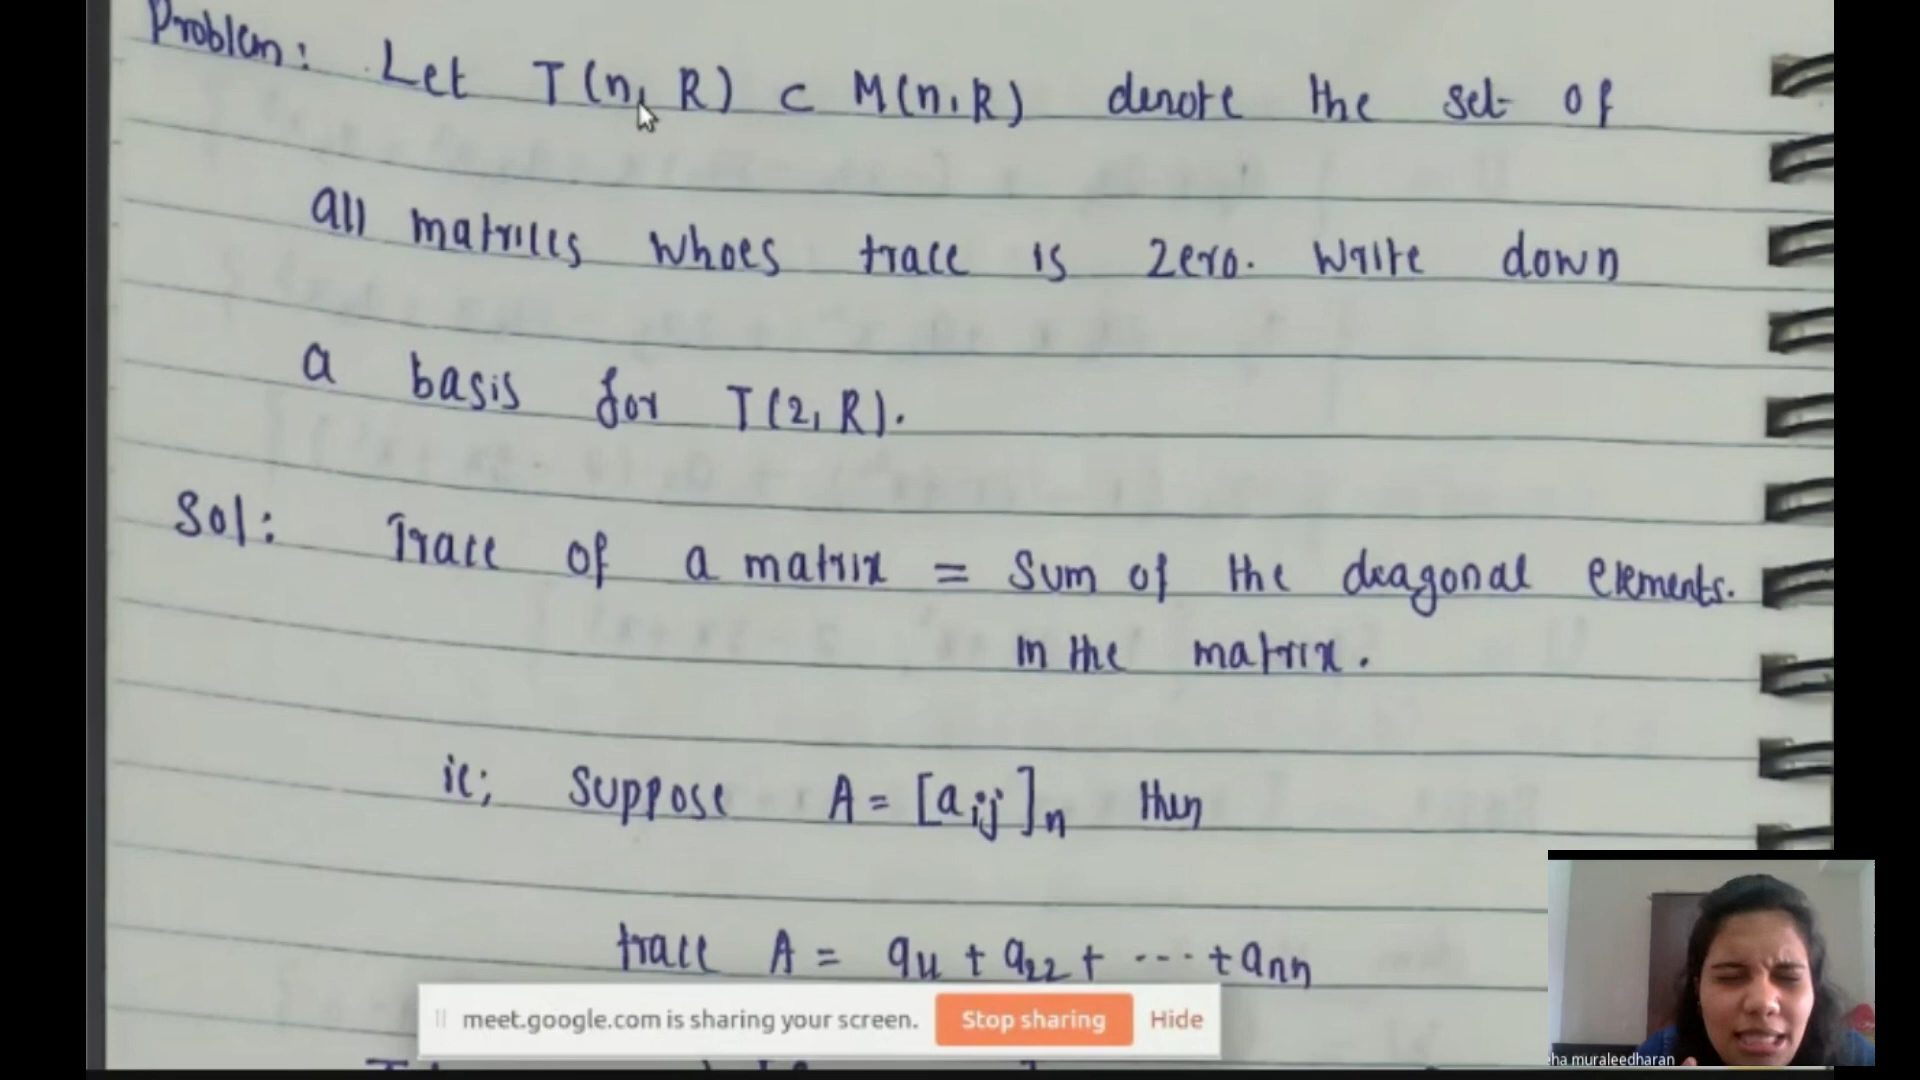 Problem: Let T(n, R) ⊂ M(n, R) denote the set of
all matrices whoes trace is zero. Write down
a basis for T(2, R).
Sol: Trace of a matrix = Sum of the diagonal elements.
in the matrix.
ie; Suppose A = [aij]n then
trace A = a11 + a22 + --- + ann
meet.google.com is sharing your screen. Stop sharing Hide
muraleedharan